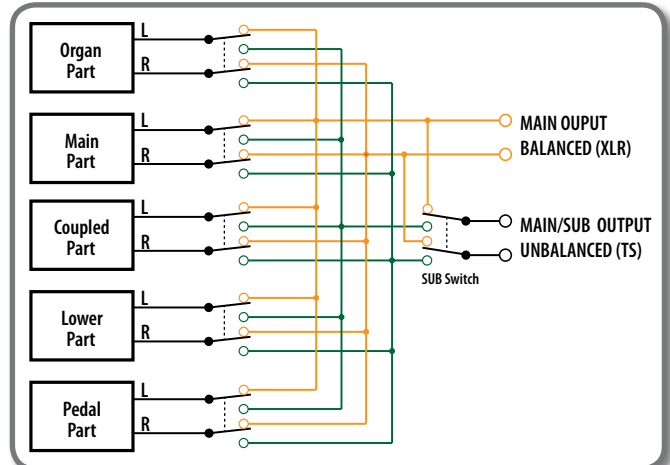 L
Organ
Part
R
L
Main
Part
R
MAIN OUPUT
BALANCED (XLR)
L
Coupled
Part
R
MAIN/SUB OUTPUT
UNBALANCED (TS)
SUB Switch
L
Lower
Part
R
L
Pedal
Part
R